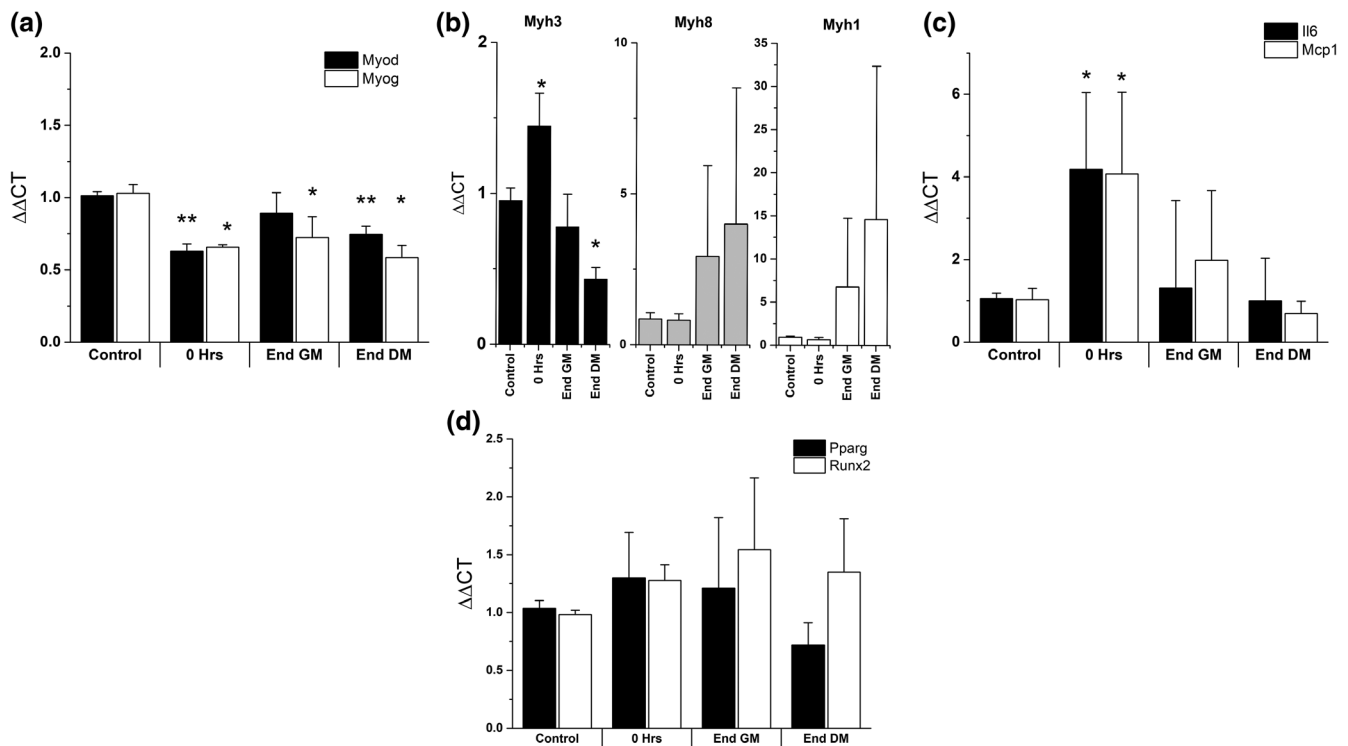 (a)
Myod
Myog
ΔΔCT
2.0
1.5
1.0
0.5
0.0
**
*
*
**
*
Control
0 Hrs
End GM
End DM
(b)
Myh3
ΔΔCT
2
1
0
*
*
Control
0 Hrs
End GM
End DM
Myh8
10
5
0
Control
0 Hrs
End GM
End DM
Myh1
35
30
25
20
15
10
5
0
Control
0 Hrs
End GM
End DM
(c)
Il6
Mcp1
ΔΔCT
6
4
2
0
*
*
Control
0 Hrs
End GM
End DM
(d)
Pparg
Runx2
ΔΔCT
2.5
2.0
1.5
1.0
0.5
0.0
Control
0 Hrs
End GM
End DM